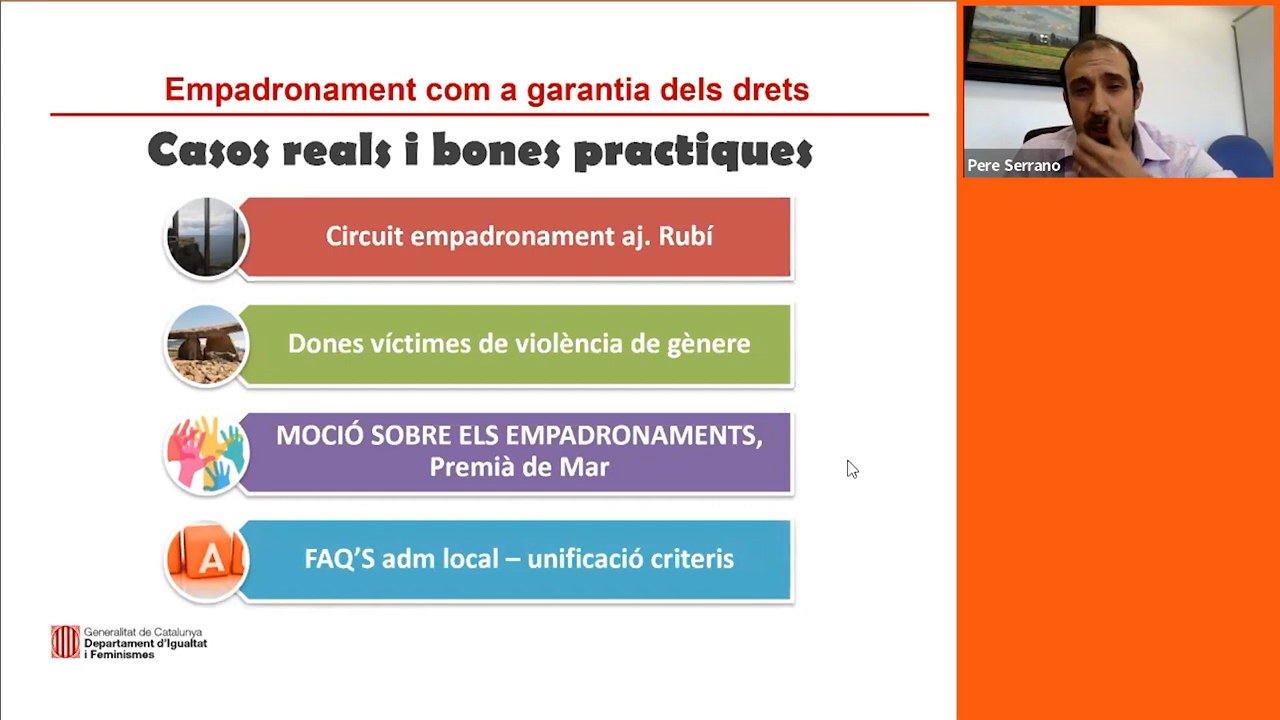 Empadronament com a garantia dels drets
Casos reals i bones practiques
Circuit empadronament aj. Rubí
Dones víctimes de violència de gènere
MOCIÓ SOBRE ELS EMPADRONAMENTS,
Premià de Mar
A
FAQ'S adm local – unificació criteris
Generalitat de Catalunya
Departament d'Igualtat
i Feminismes
Pere Serrano